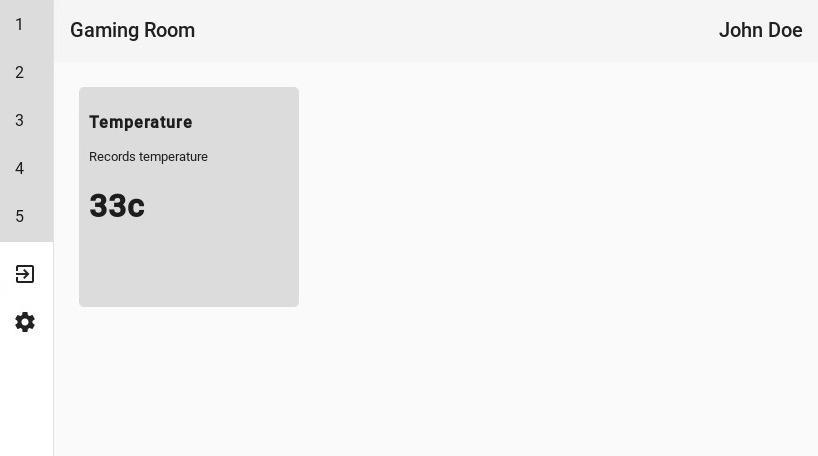 1
2
3
4
5
Gaming Room
John Doe
Temperature
Records temperature
33c